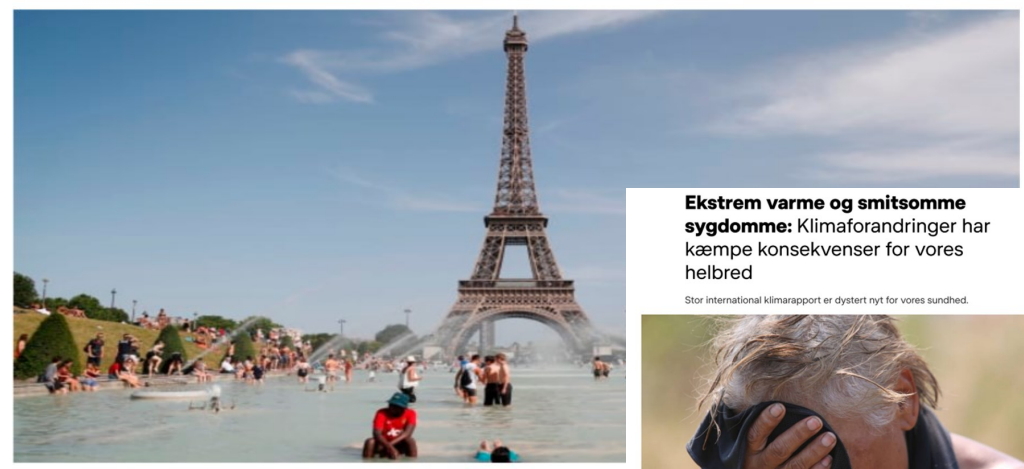 Ekstrem varme og smitsomme
sygdomme: Klimaforandringer har
kæmpe konsekvenser for vores
helbred
Stor international klimarapport er dystert nyt for vores sundhed.